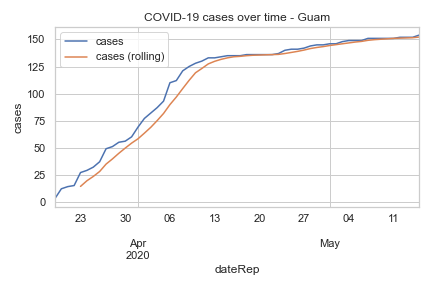 COVID-19 cases over time - Guam
cases
cases (rolling)
cases
150
125
100
75
50
25
0
23 30 06 13 20 27 04 11
Apr May
2020
dateRep